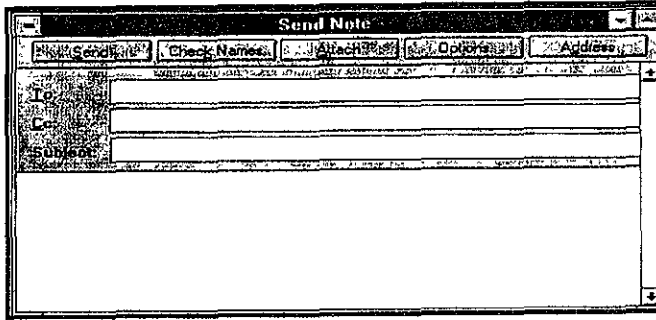 Send Note
Send Check Names Attach Options Address
To:
Cc:
Subject: